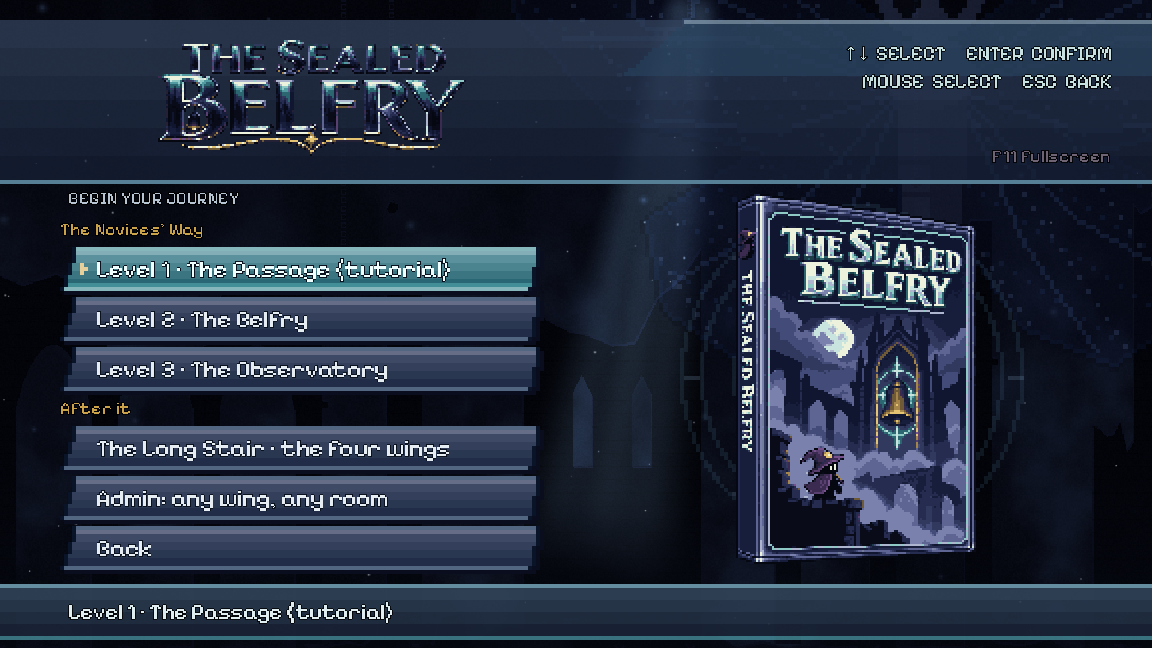 THE SEALED
BELFRY
↑↓ SELECT ENTER CONFIRM
MOUSE SELECT ESC BACK
F11 Fullscreen
BEGIN YOUR JOURNEY
The Novices' Way
Level 1 · The Passage (tutorial)
Level 2 · The Belfry
Level 3 · The Observatory
After it
The Long Stair · the four wings
Admin: any wing, any room
Back
THE SEALED BELFRY
THE SEALED
BELFRY
Level 1 · The Passage (tutorial)